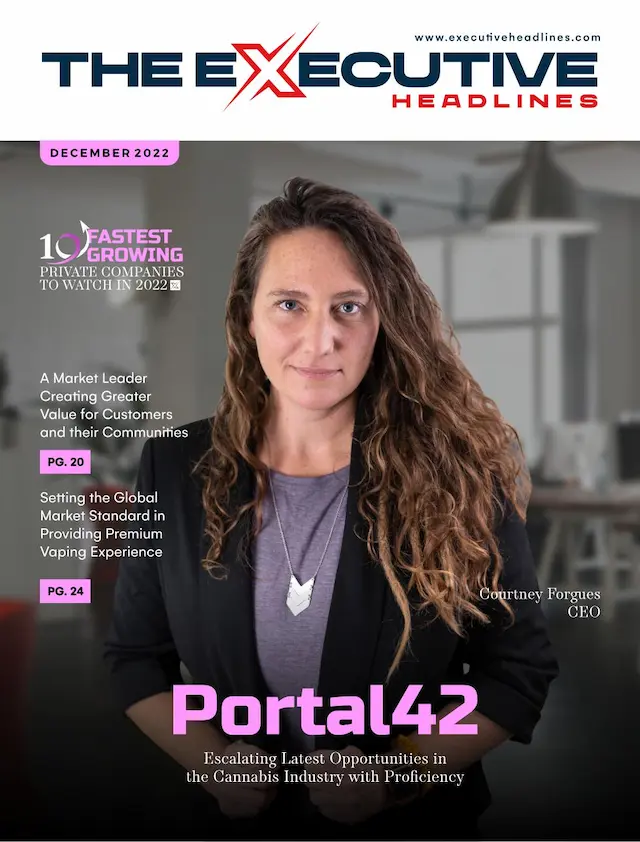 www.executiveheadlines.com
THE EXECUTIVE
HEADLINES
DECEMBER 2022
10 FASTEST
GROWING
PRIVATE COMPANIES
TO WATCH IN 2022
A Market Leader
Creating Greater
Value for Customers
and their Communities
PG. 20
Setting the Global
Market Standard in
Providing Premium
Vaping Experience
PG. 24
Courtney Forgues
CEO
Portal42
Escalating Latest Opportunities in
the Cannabis Industry with Proficiency